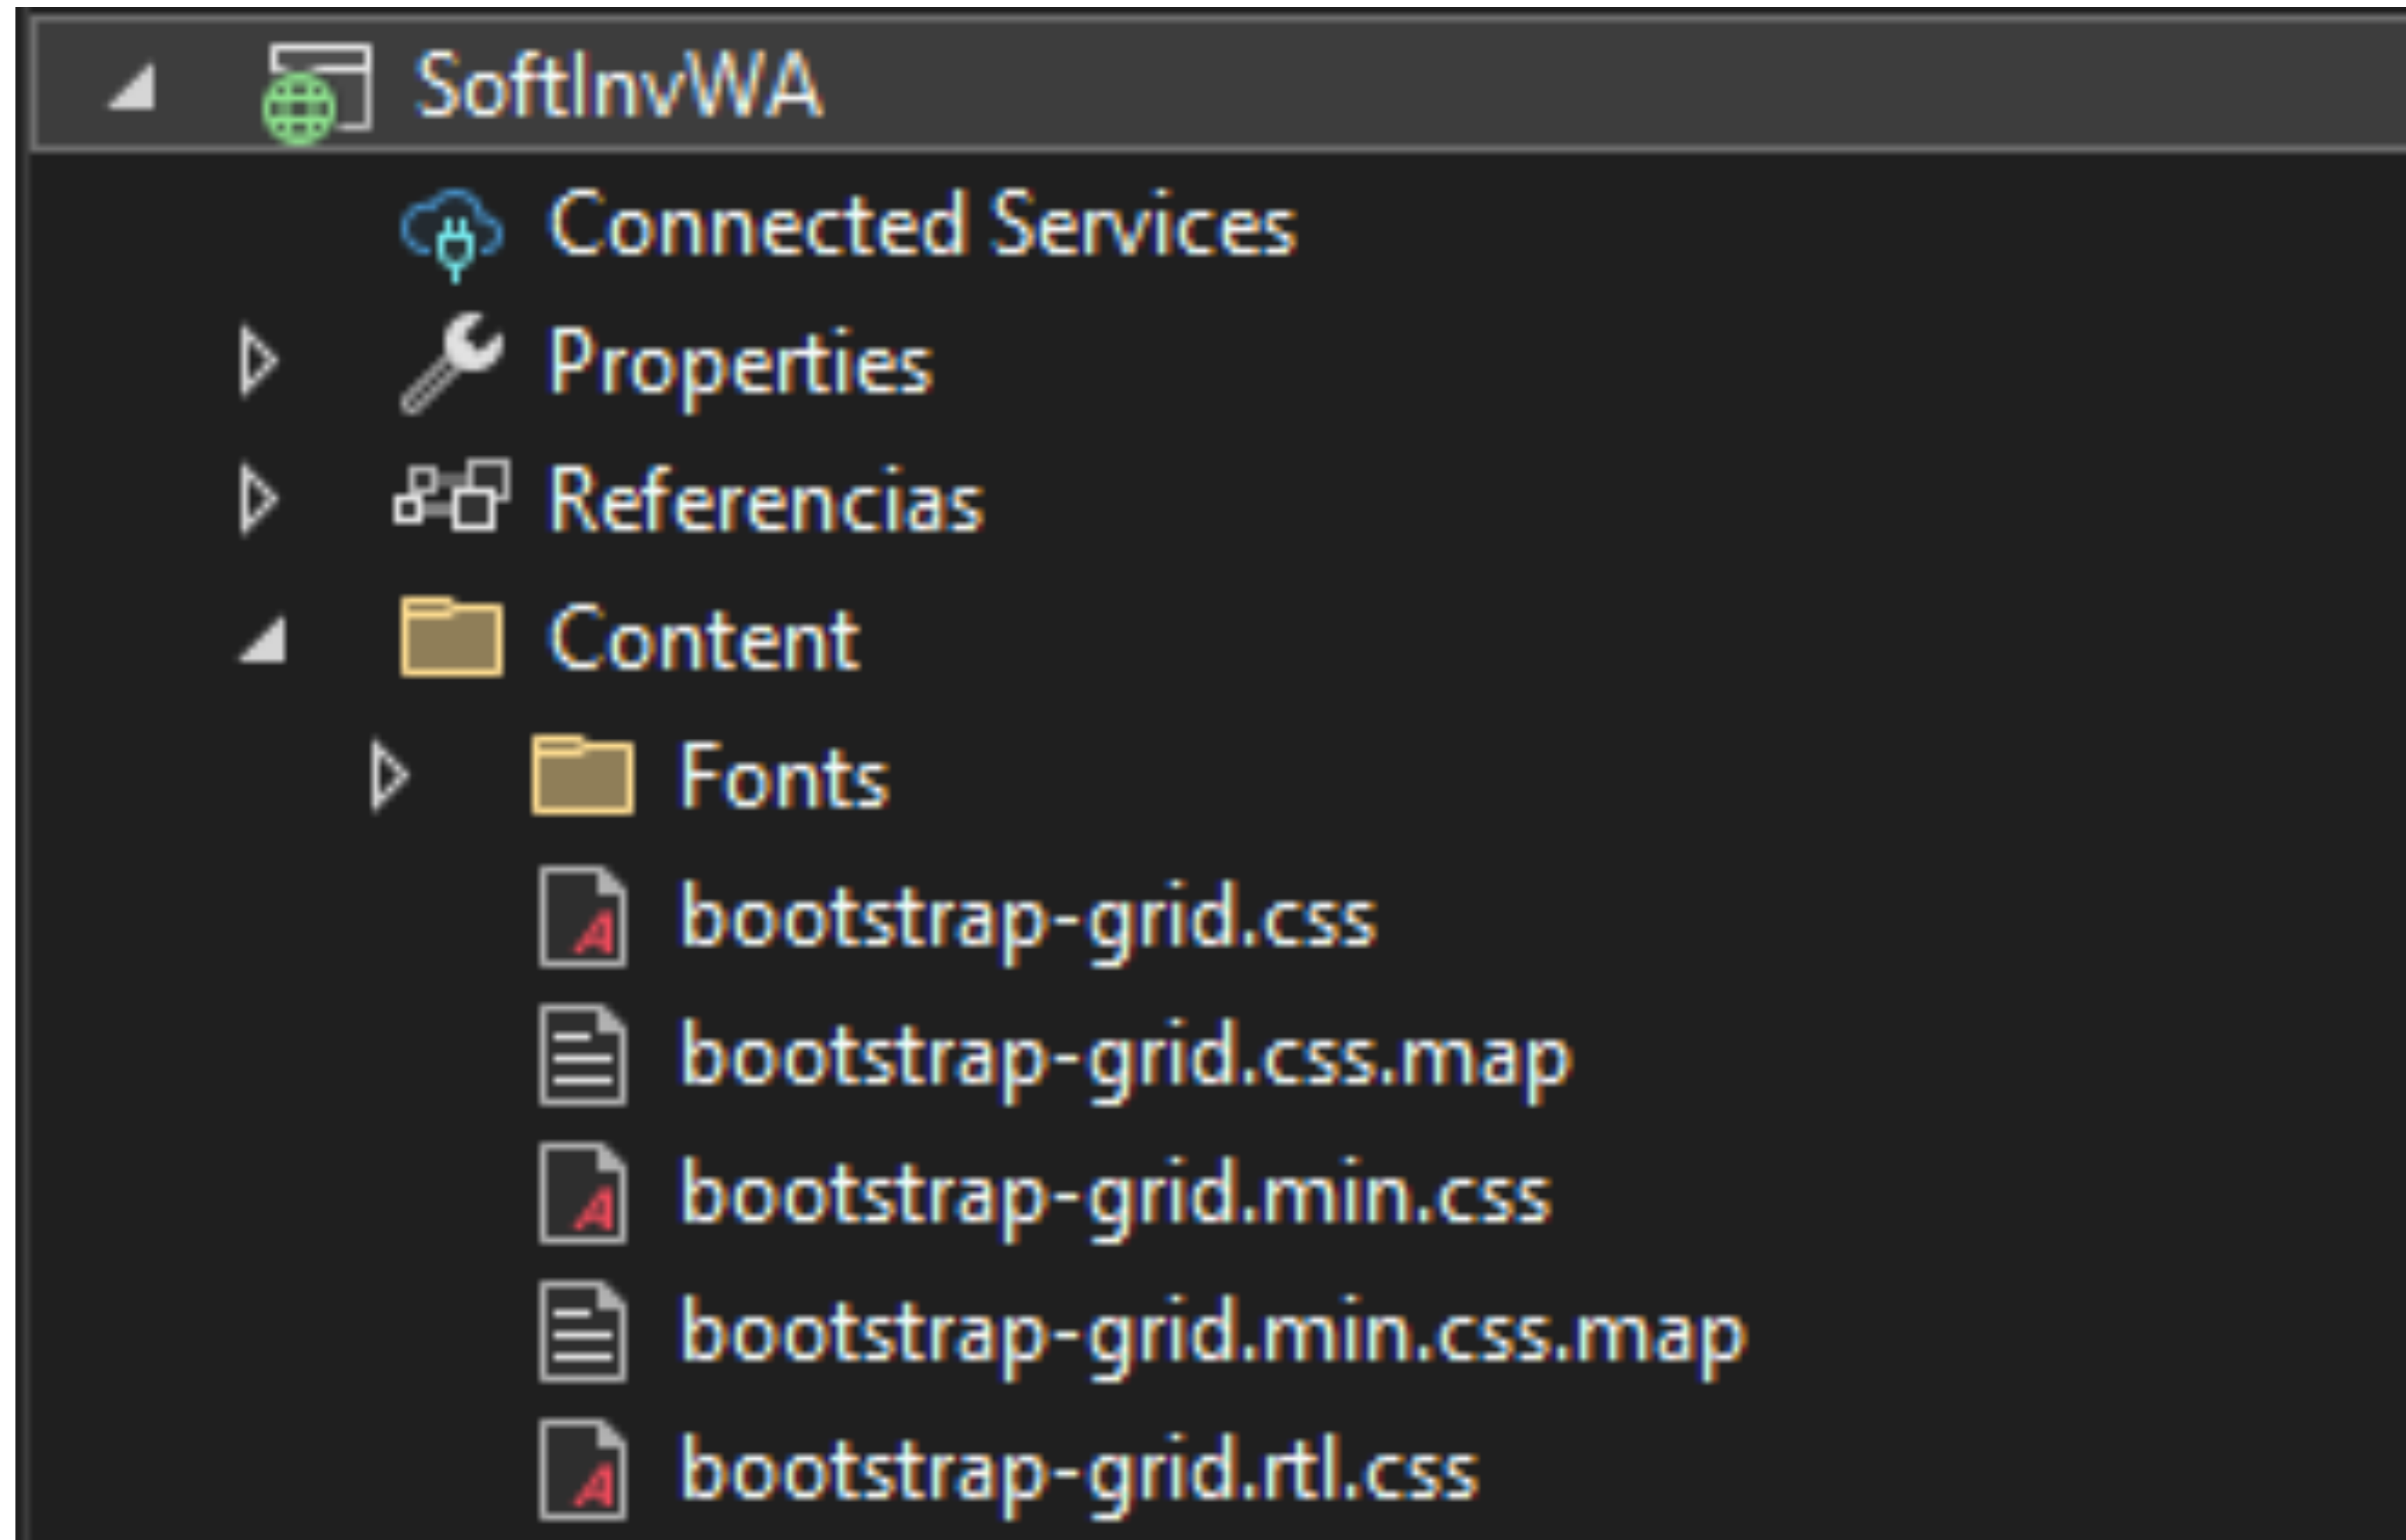 SoftInvWA
Connected Services
Properties
Referencias
Content
Fonts
bootstrap-grid.css
bootstrap-grid.css.map
bootstrap-grid.min.css
bootstrap-grid.min.css.map
bootstrap-grid.rtl.css